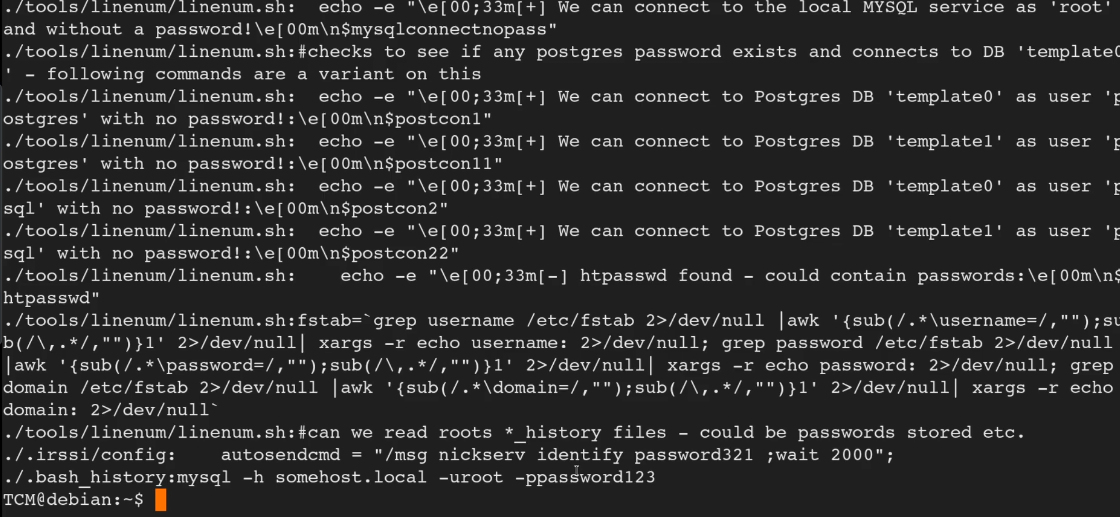 ./tools/linenum/linenum.sh:  echo -e "\e[00;33m[+] We can connect to the local MYSQL service as 'root'
and without a password!\e[00m\n$mysqlconnectnopass"
./tools/linenum/linenum.sh:#checks to see if any postgres password exists and connects to DB 'template0
' - following commands are a variant on this
./tools/linenum/linenum.sh:  echo -e "\e[00;33m[+] We can connect to Postgres DB 'template0' as user 'p
ostgres' with no password!:\e[00m\n$postcon1"
./tools/linenum/linenum.sh:  echo -e "\e[00;33m[+] We can connect to Postgres DB 'template1' as user 'p
ostgres' with no password!:\e[00m\n$postcon11"
./tools/linenum/linenum.sh:  echo -e "\e[00;33m[+] We can connect to Postgres DB 'template0' as user 'p
sql' with no password!:\e[00m\n$postcon2"
./tools/linenum/linenum.sh:  echo -e "\e[00;33m[+] We can connect to Postgres DB 'template1' as user 'p
sql' with no password!:\e[00m\n$postcon22"
./tools/linenum/linenum.sh:    echo -e "\e[00;33m[-] htpasswd found - could contain passwords:\e[00m\n$
htpasswd"
./tools/linenum/linenum.sh:fstab=`grep username /etc/fstab 2>/dev/null |awk '{sub(/.*\username=/,"");su
b(/\,.*/,"")}1' 2>/dev/null| xargs -r echo username: 2>/dev/null; grep password /etc/fstab 2>/dev/null
|awk '{sub(/.*\password=/,"");sub(/\,.*/,"")}1' 2>/dev/null| xargs -r echo password: 2>/dev/null; grep
domain /etc/fstab 2>/dev/null |awk '{sub(/.*\domain=/,"");sub(/\,.*/,"")}1' 2>/dev/null| xargs -r echo
domain: 2>/dev/null`
./tools/linenum/linenum.sh:#can we read roots *_history files - could be passwords stored etc.
./.irssi/config:    autosendcmd = "/msg nickserv identify password321 ;wait 2000";
./.bash_history:mysql -h somehost.local -uroot -ppassword123
TCM@debian:~$